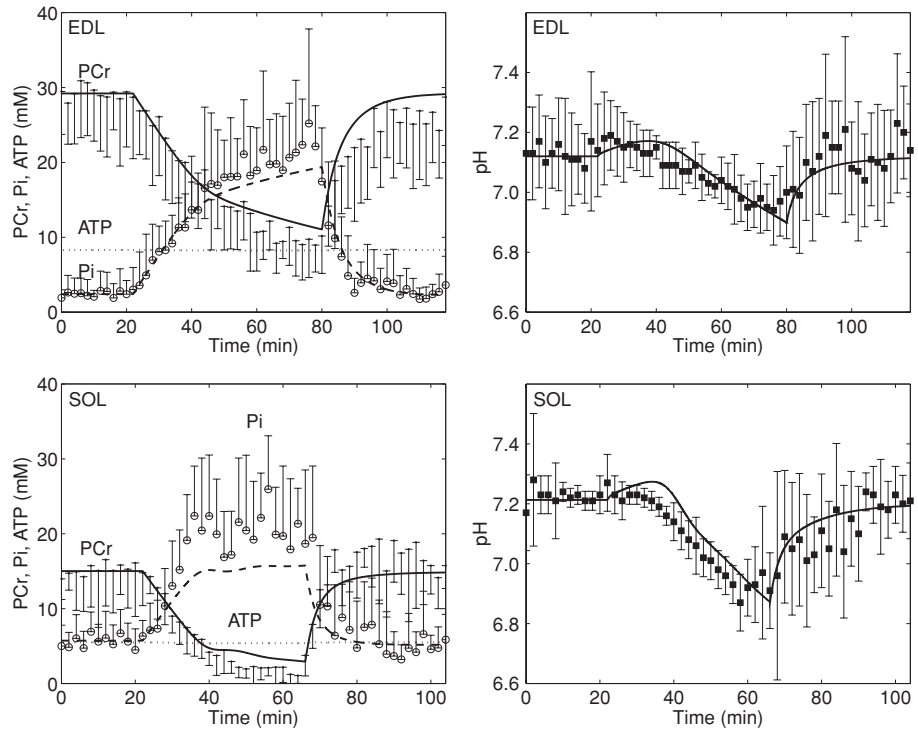 EDL
PCr, Pi, ATP (mM)
40
30
20
10
0
PCr
ATP
Pi
0 20 40 60 80 100
Time (min)
EDL
pH
7.4
7.2
7.0
6.8
6.6
0 20 40 60 80 100
Time (min)
SOL
PCr, Pi, ATP (mM)
40
30
20
10
0
Pi
PCr
ATP
0 20 40 60 80 100
Time (min)
SOL
pH
7.4
7.2
7.0
6.8
6.6
0 20 40 60 80 100
Time (min)